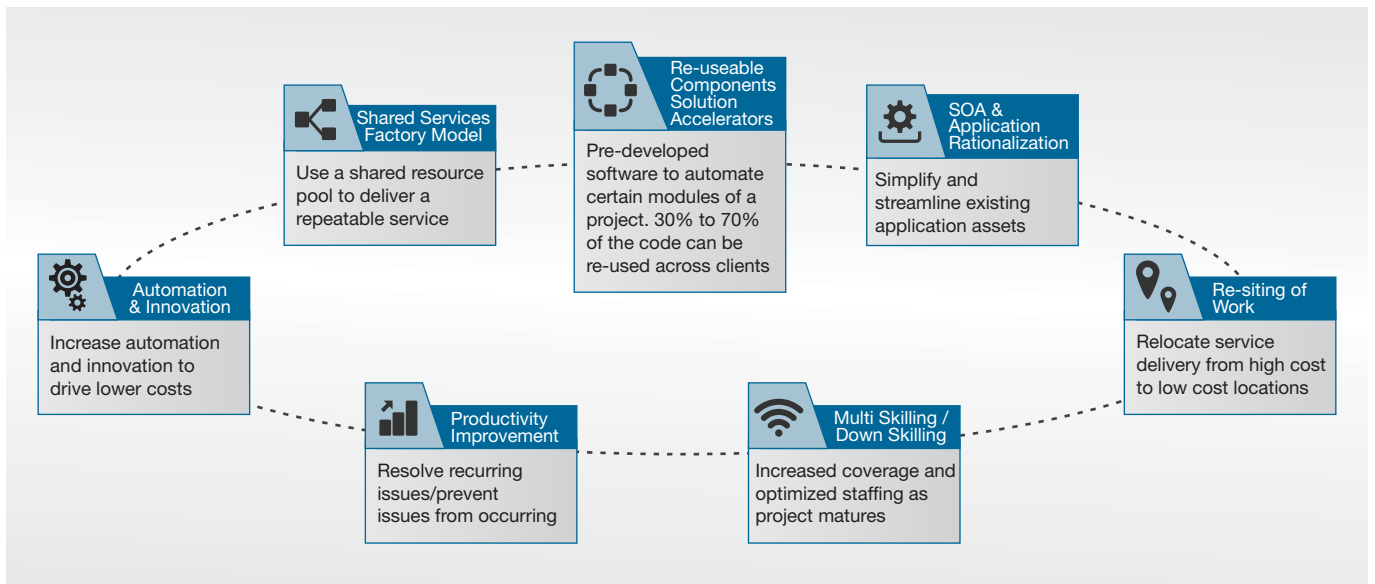 Shared Services
Factory Model
Use a shared resource
pool to deliver a
repeatable service
Re-useable
Components
Solution
Accelerators
Pre-developed
software to automate
certain modules of a
project. 30% to 70%
of the code can be
re-used across clients
SOA &
Application
Rationalization
Simplify and
streamline existing
application assets
Automation
& Innovation
Increase automation
and innovation to
drive lower costs
Re-siting of
Work
Relocate service
delivery from high cost
to low cost locations
Productivity
Improvement
Resolve recurring
issues/prevent
issues from occurring
Multi Skilling /
Down Skilling
Increased coverage and
optimized staffing as
project matures